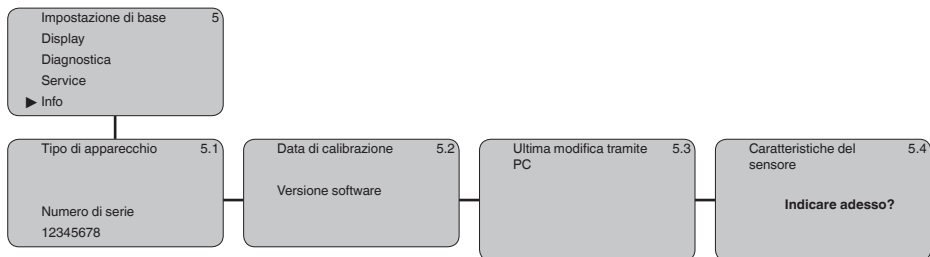 Impostazione di base 5
Display
Diagnostica
Service
▶ Info
Tipo di apparecchio 5.1
Numero di serie
12345678
Data di calibrazione 5.2
Versione software
Ultima modifica tramite 5.3
PC
Caratteristiche del 5.4
sensore
Indicare adesso?